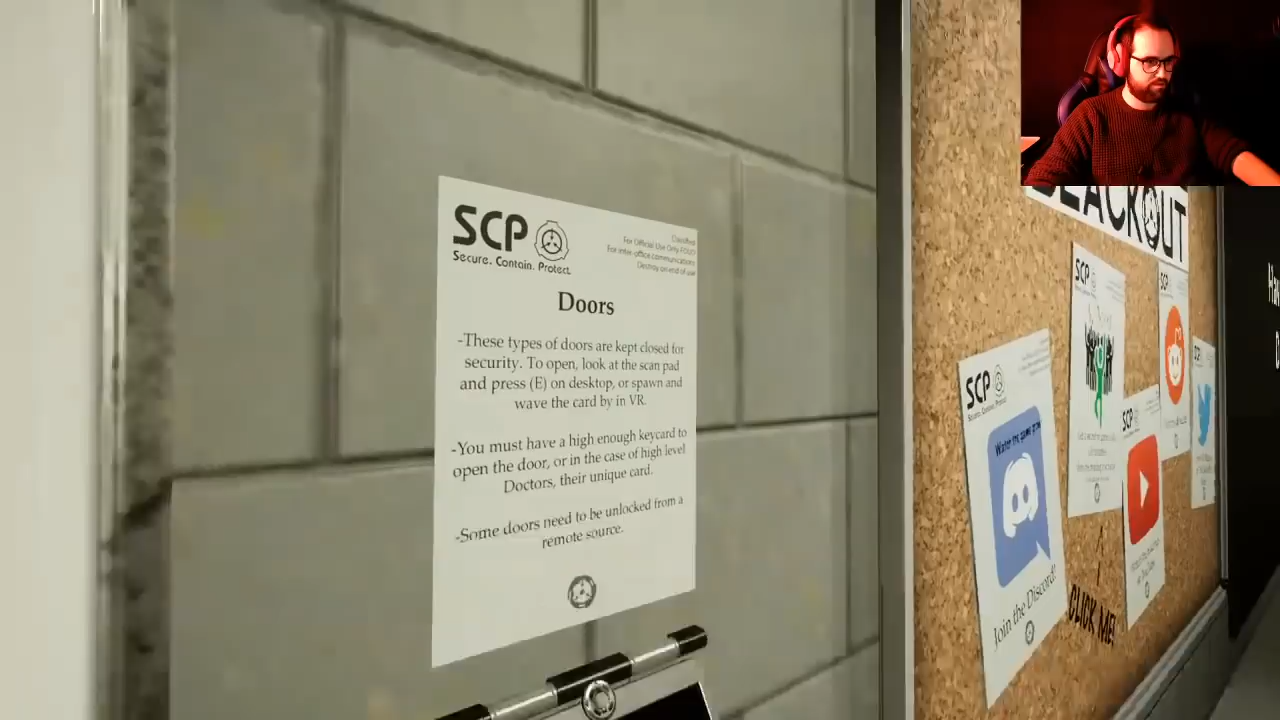 SCP
Secure. Contain. Protect.
Classified
For Official Use Only FOUO
For inter-office communications
Destroy on end of use
Doors
-These types of doors are kept closed for
security. To open, look at the scan pad
and press (E) on desktop, or spawn and
wave the card by in VR.
-You must have a high enough keycard to
open the door, or in the case of high level
Doctors, their unique card.
-Some doors need to be unlocked from a
remote source.
BLACKOUT
SCP
SCP
SCP
SCP
Join the Discord!
CLICK ME!